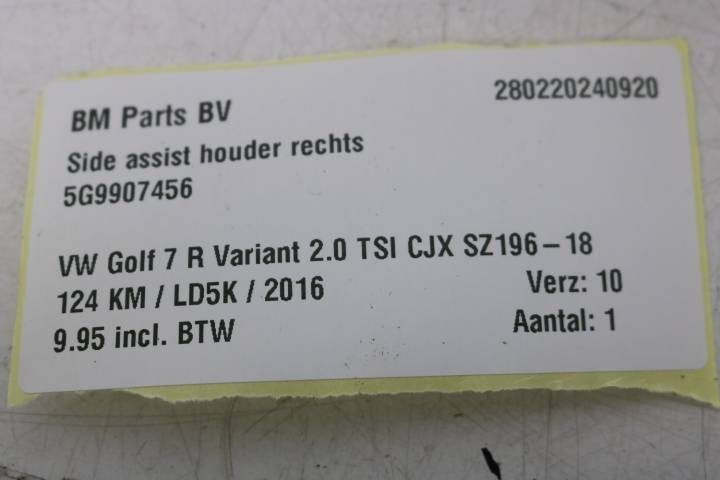 BM Parts BV 280220240920
Side assist houder rechts
5G9907456
VW Golf 7 R Variant 2.0 TSI CJX SZ196-18
124 KM / LD5K / 2016 Verz: 10
9.95 incl. BTW Aantal: 1